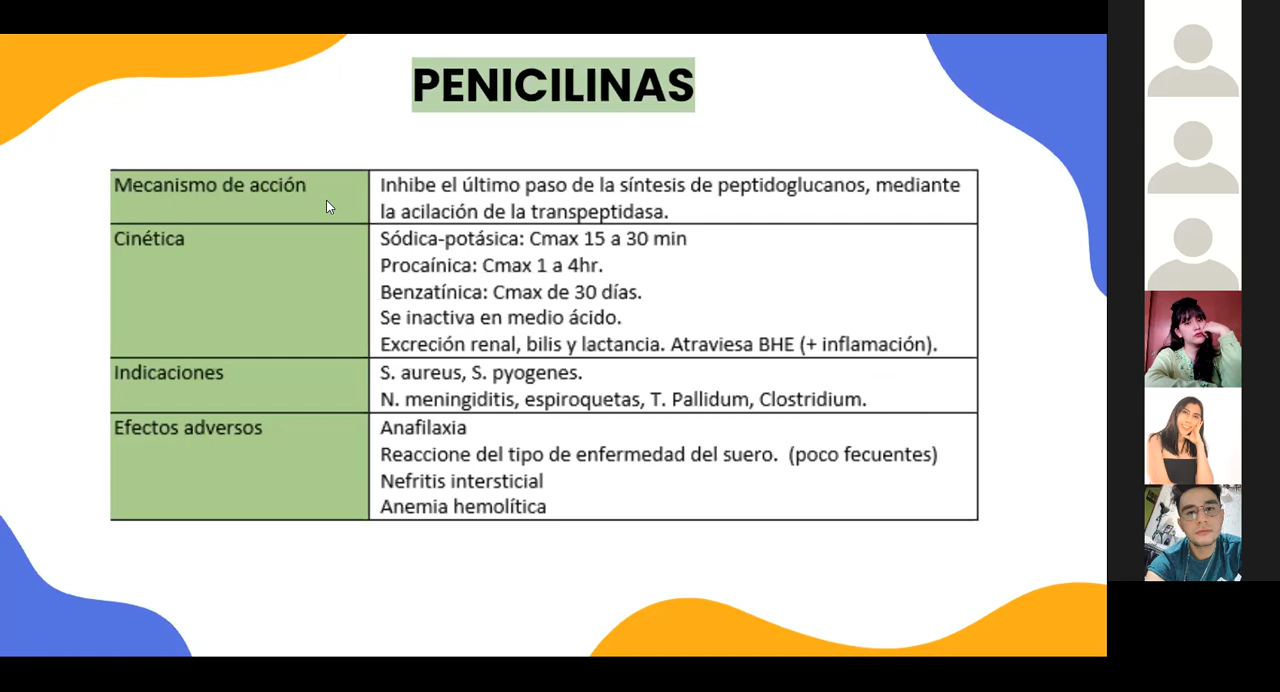 PENICILINAS
Mecanismo de acción
Inhibe el último paso de la síntesis de peptidoglucanos, mediante
la acilación de la transpeptidasa.
Cinética
Sódica-potásica: Cmax 15 a 30 min
Procaínica: Cmax 1 a 4hr.
Benzatínica: Cmax de 30 días.
Se inactiva en medio ácido.
Excreción renal, bilis y lactancia. Atraviesa BHE (+ inflamación).
Indicaciones
S. aureus, S. pyogenes.
N. meningiditis, espiroquetas, T. Pallidum, Clostridium.
Efectos adversos
Anafilaxia
Reaccione del tipo de enfermedad del suero.  (poco fecuentes)
Nefritis intersticial
Anemia hemolítica